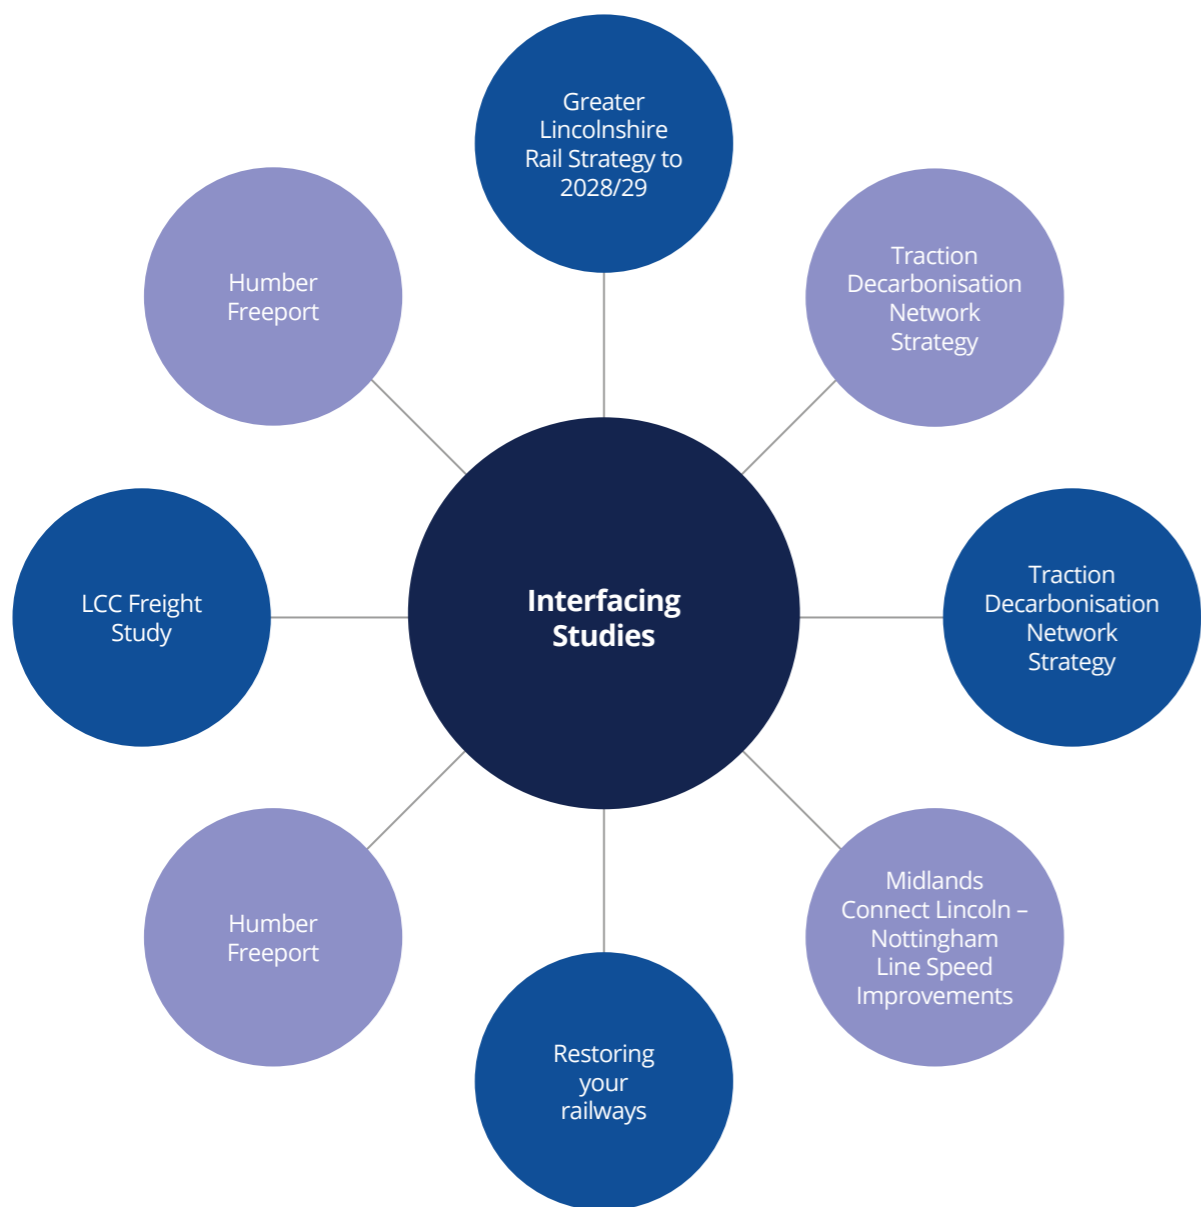 Greater
Lincolnshire
Rail Strategy to
2028/29
Traction
Decarbonisation
Network
Strategy
Traction
Decarbonisation
Network
Strategy
Midlands
Connect Lincoln –
Nottingham
Line Speed
Improvements
Restoring
your
railways
Humber
Freeport
LCC Freight
Study
Humber
Freeport
Interfacing
Studies